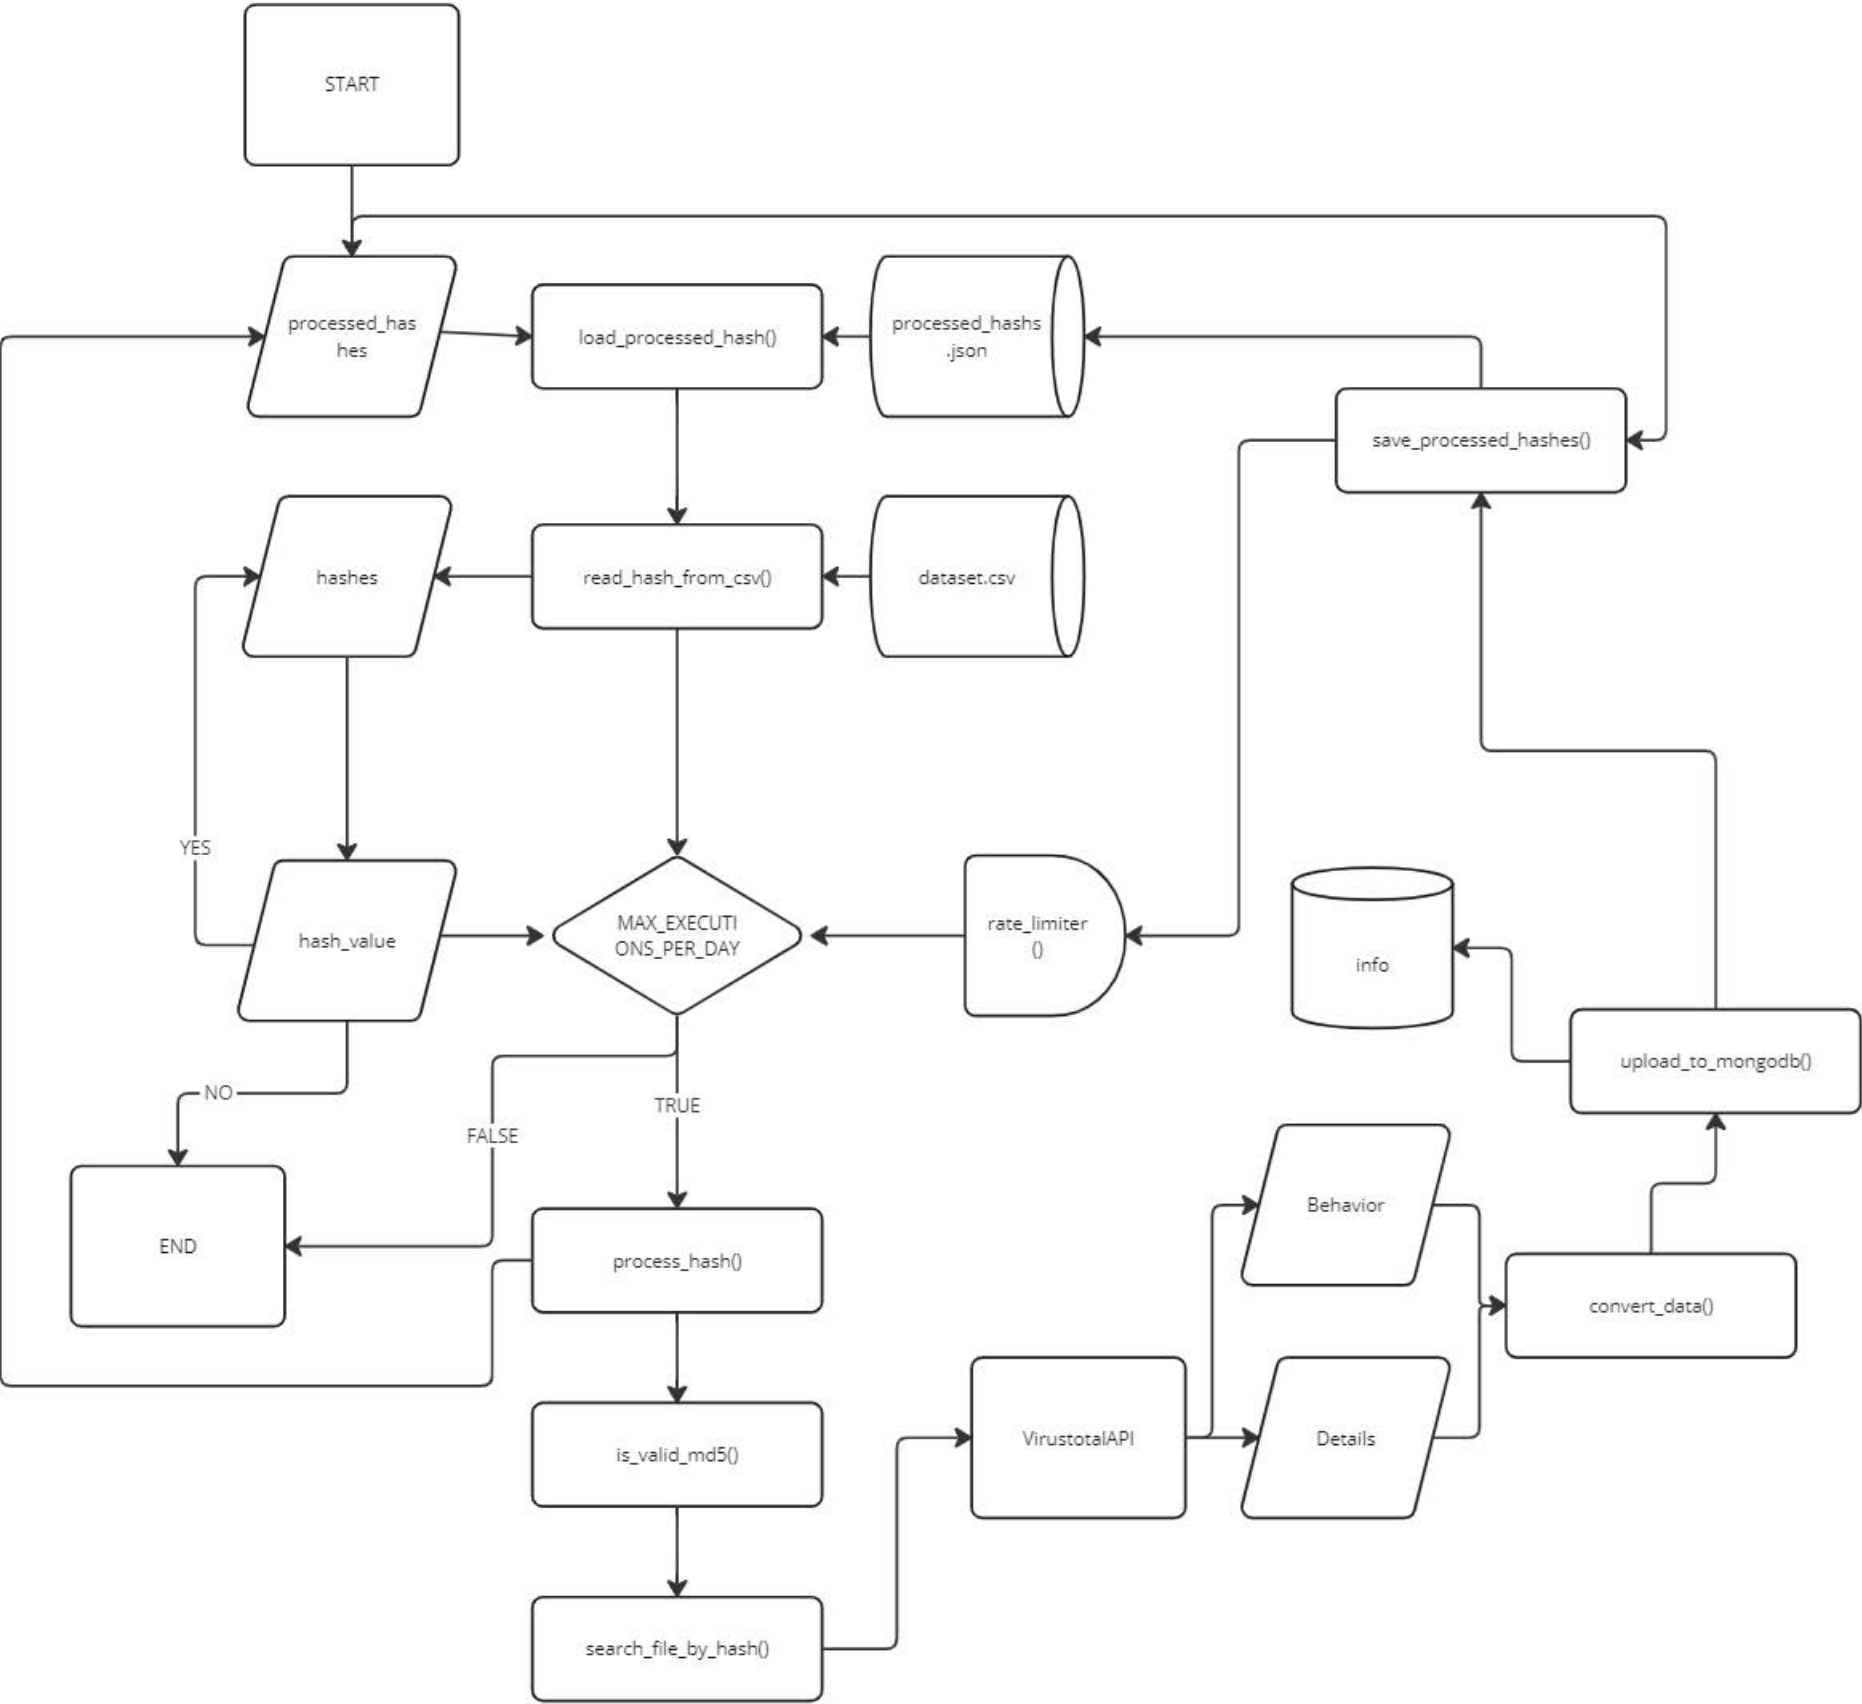 START
processed_has
hes
load_processed_hash()
processed_hashs
.json
save_processed_hashes()
hashes
read_hash_from_csv()
dataset.csv
YES
hash_value
MAX_EXECUTI
ONS_PER_DAY
rate_limiter
()
info
upload_to_mongodb()
NO
TRUE
FALSE
END
process_hash()
Behavior
convert_data()
is_valid_md5()
VirustotalAPI
Details
search_file_by_hash()